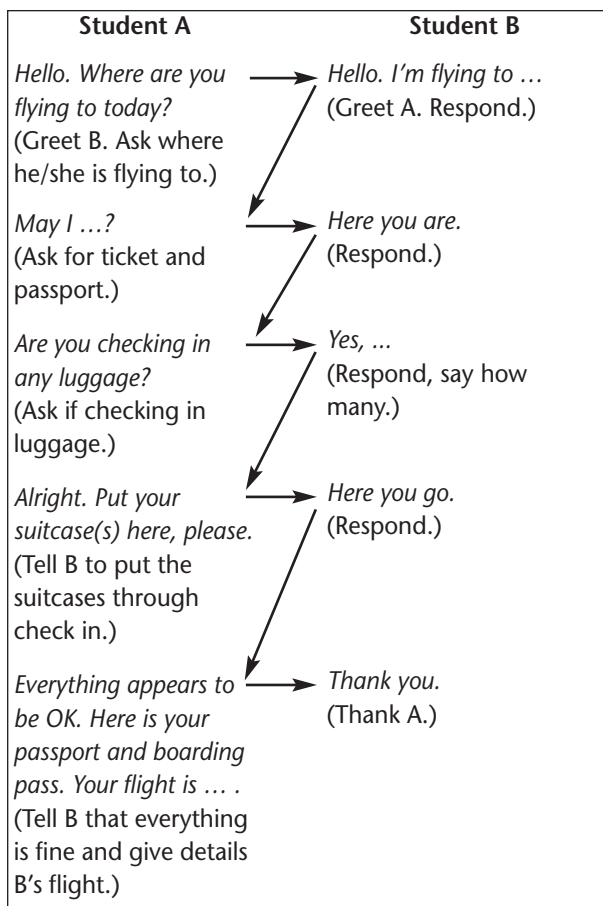 Student A
Student B
Hello. Where are you
flying to today?
(Greet B. Ask where
he/she is flying to.)
Hello. I'm flying to …
(Greet A. Respond.)
May I …?
(Ask for ticket and
passport.)
Here you are.
(Respond.)
Are you checking in
any luggage?
(Ask if checking in
luggage.)
Yes, ...
(Respond, say how
many.)
Alright. Put your
suitcase(s) here, please.
(Tell B to put the
suitcases through
check in.)
Here you go.
(Respond.)
Everything appears to
be OK. Here is your
passport and boarding
pass. Your flight is … .
(Tell B that everything
is fine and give details
B's flight.)
Thank you.
(Thank A.)